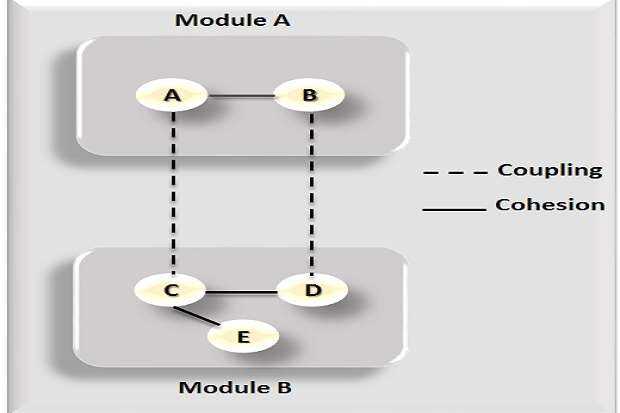 Module A
A B
Coupling
Cohesion
C D
E
Module B